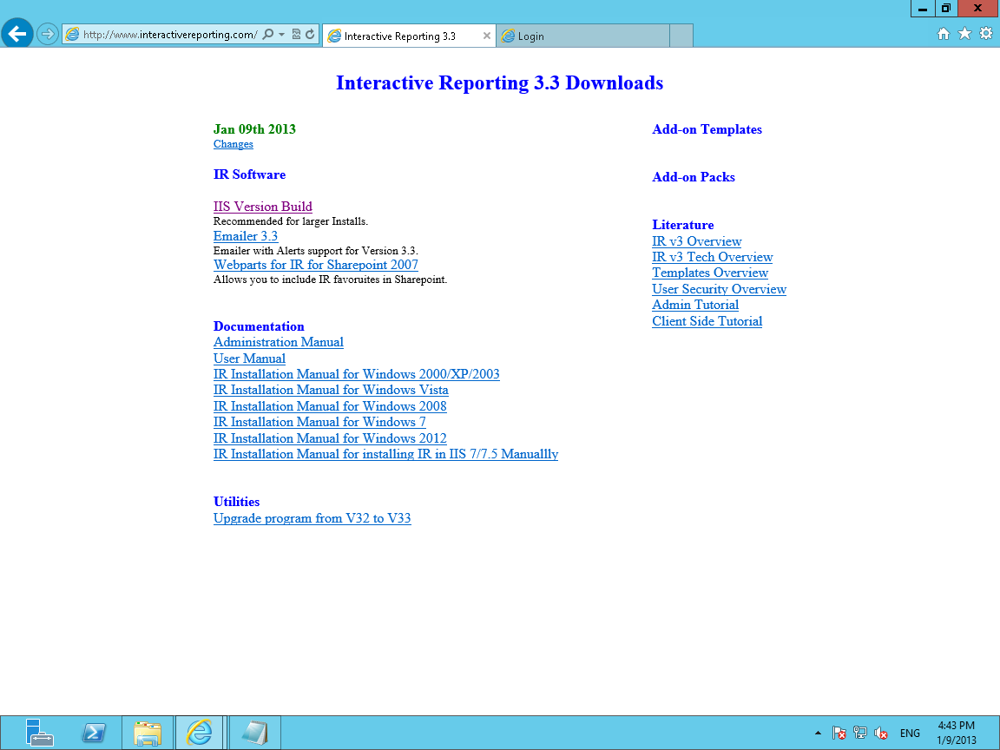 http://www.interactivereporting.com/
Interactive Reporting 3.3
Login
Interactive Reporting 3.3 Downloads
Jan 09th 2013
Changes
IR Software
IIS Version Build
Recommended for larger Installs.
Emailer 3.3
Emailer with Alerts support for Version 3.3.
Webparts for IR for Sharepoint 2007
Allows you to include IR favoruites in Sharepoint.
Documentation
Administration Manual
User Manual
IR Installation Manual for Windows 2000/XP/2003
IR Installation Manual for Windows Vista
IR Installation Manual for Windows 2008
IR Installation Manual for Windows 7
IR Installation Manual for Windows 2012
IR Installation Manual for installing IR in IIS 7/7.5 Manuallly
Utilities
Upgrade program from V32 to V33
Add-on Templates
Add-on Packs
Literature
IR v3 Overview
IR v3 Tech Overview
Templates Overview
User Security Overview
Admin Tutorial
Client Side Tutorial
ENG
4:43 PM
1/9/2013